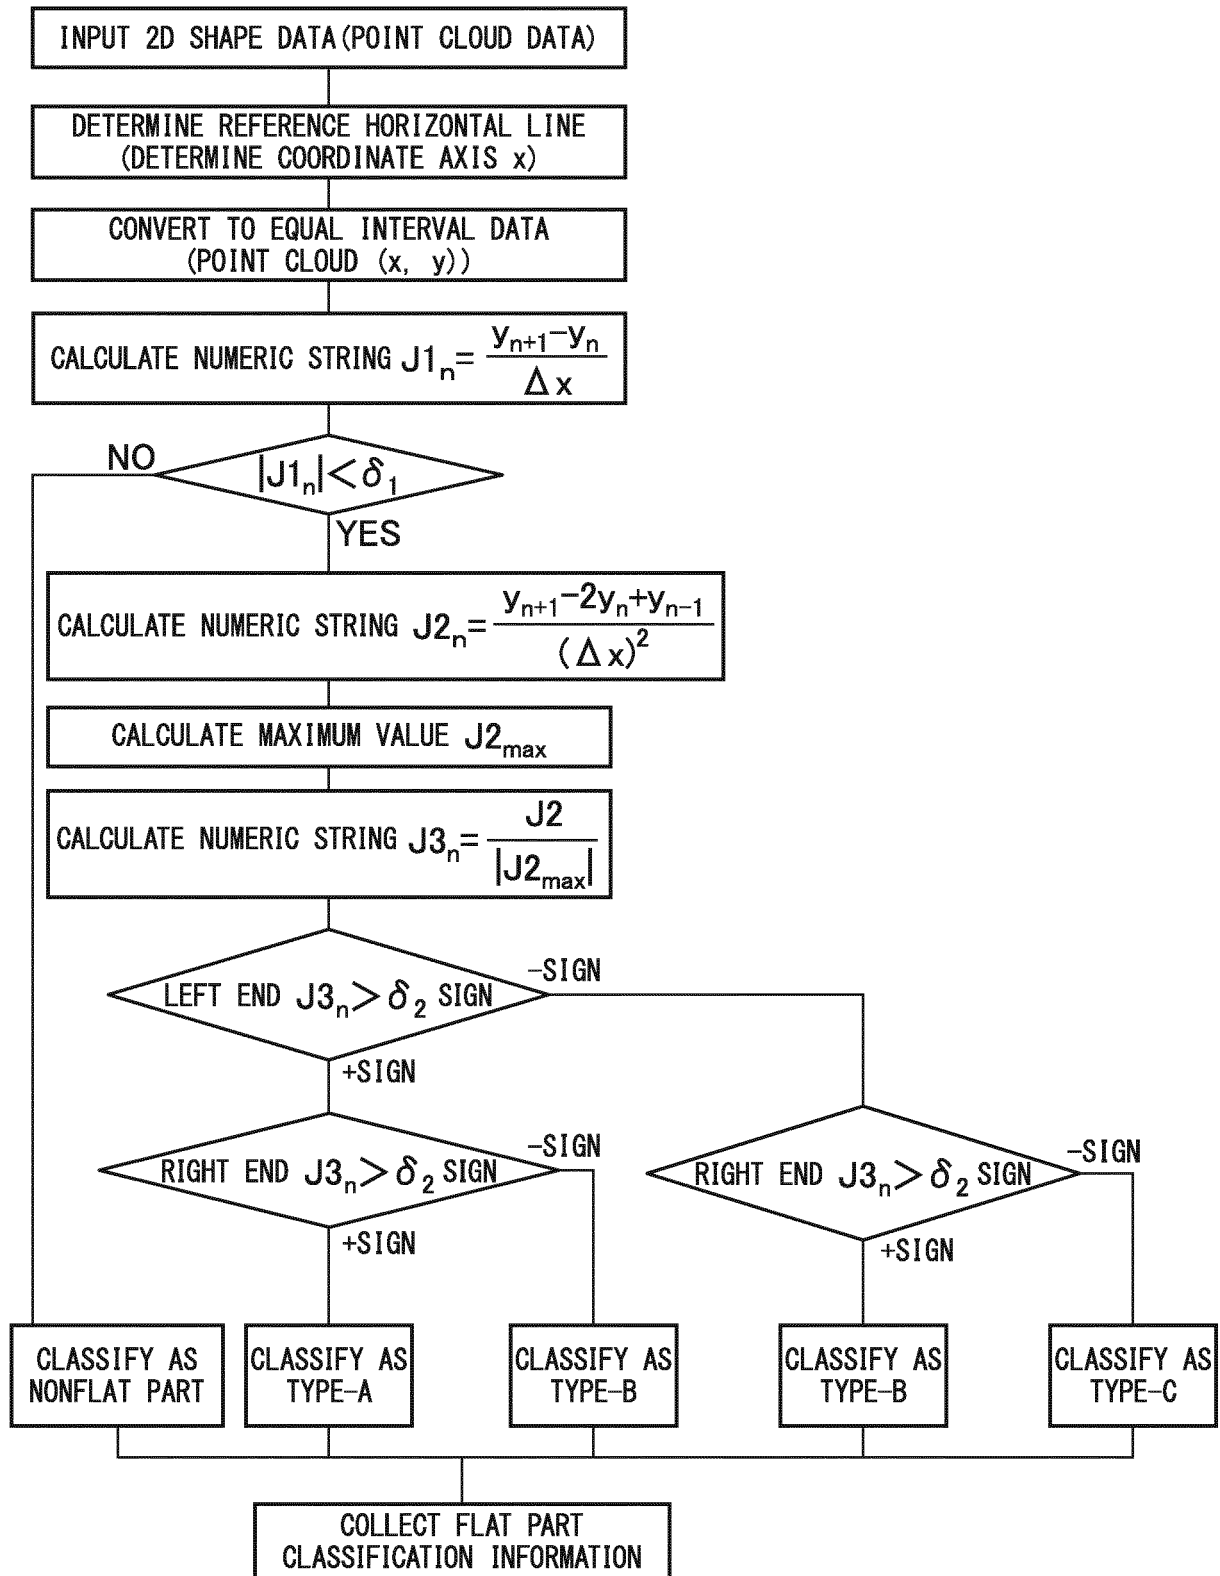 INPUT 2D SHAPE DATA(POINT CLOUD DATA)
DETERMINE REFERENCE HORIZONTAL LINE
(DETERMINE COORDINATE AXIS x)
CONVERT TO EQUAL INTERVAL DATA
(POINT CLOUD (x, y))
CALCULATE NUMERIC STRING J1ₙ= (yₙ₊₁−yₙ)/Δx
NO
|J1ₙ|<δ₁
YES
CALCULATE NUMERIC STRING J2ₙ= (yₙ₊₁−2yₙ+yₙ₋₁)/(Δx)²
CALCULATE MAXIMUM VALUE J2max
CALCULATE NUMERIC STRING J3ₙ= J2/|J2max|
LEFT END J3ₙ>δ₂ SIGN
−SIGN
+SIGN
RIGHT END J3ₙ>δ₂ SIGN
−SIGN
+SIGN
RIGHT END J3ₙ>δ₂ SIGN
−SIGN
+SIGN
CLASSIFY AS
NONFLAT PART
CLASSIFY AS
TYPE−A
CLASSIFY AS
TYPE−B
CLASSIFY AS
TYPE−B
CLASSIFY AS
TYPE−C
COLLECT FLAT PART
CLASSIFICATION INFORMATION